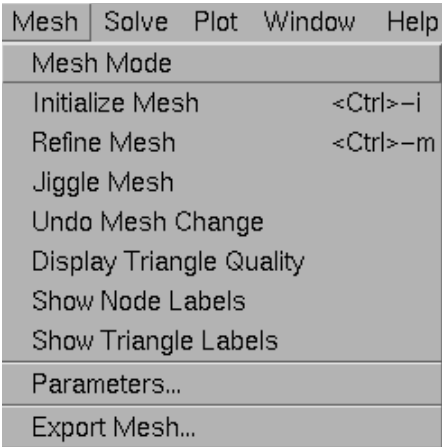 Mesh Solve Plot Window Help
Mesh Mode
Initialize Mesh <Ctrl>–i
Refine Mesh <Ctrl>–m
Jiggle Mesh
Undo Mesh Change
Display Triangle Quality
Show Node Labels
Show Triangle Labels
Parameters...
Export Mesh...